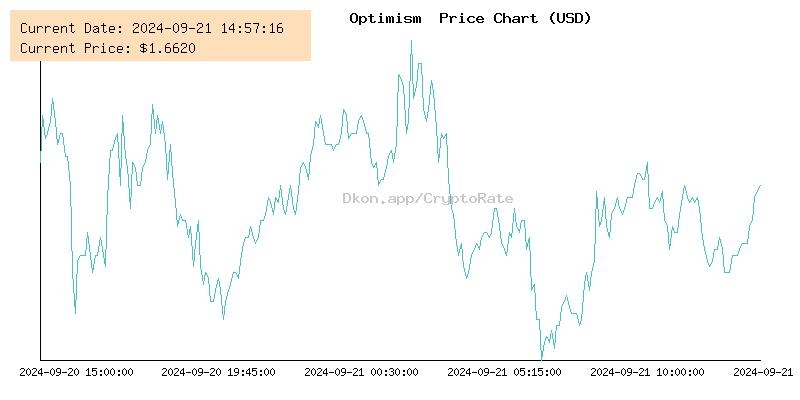 Optimism Price Chart (USD)
Current Date: 2024-09-21 14:57:16
Current Price: $1.6620
Dkon.app/CryptoRate
2024-09-20 15:00:00 2024-09-20 19:45:00 2024-09-21 00:30:00 2024-09-21 05:15:00 2024-09-21 10:00:00 2024-09-21